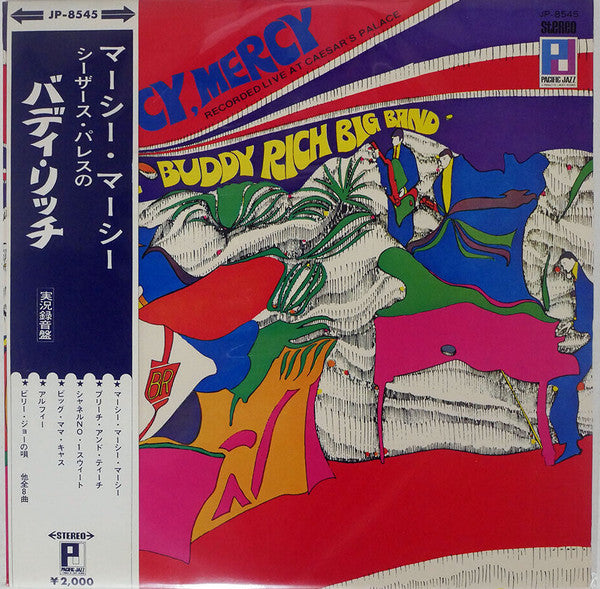 JP-8545
マーシー・マーシー
シーザース・パレスの
バディ・リッチ
実況録音盤
★マーシー・マーシー・マーシー
★プリーチ・アンド・ティーチ
★シャネルNO・1スウィート
★ビッグ・ママ・キャス
★アルフィー
★ビリー・ジョーの唄 他全8曲
STEREO
PACIFIC JAZZ
¥2,000
JP-8545
STEREO
PACIFIC JAZZ
CY, MERCY
RECORDED LIVE AT CAESAR'S PALACE
BUDDY RICH BIG BAND
BR